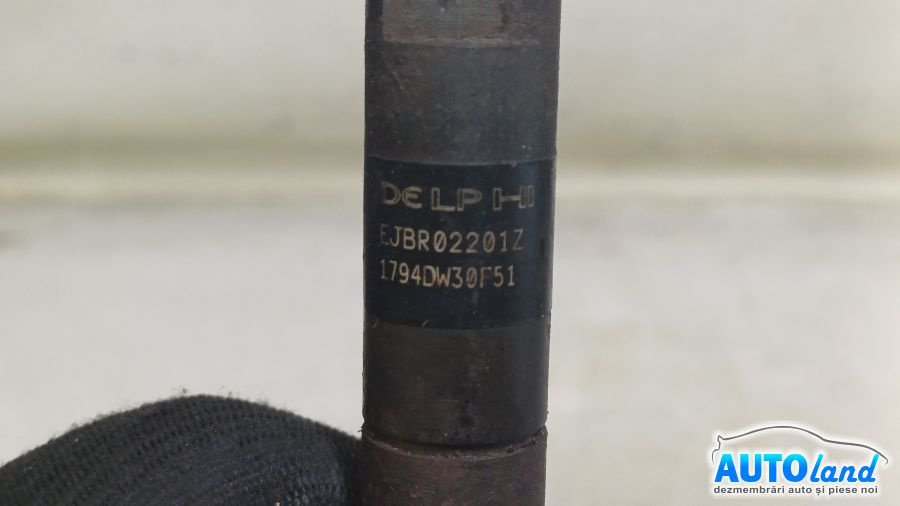 DELPHI
EJBR02201Z
1794DW30F51
AUTOland
dezmembrări auto și piese noi